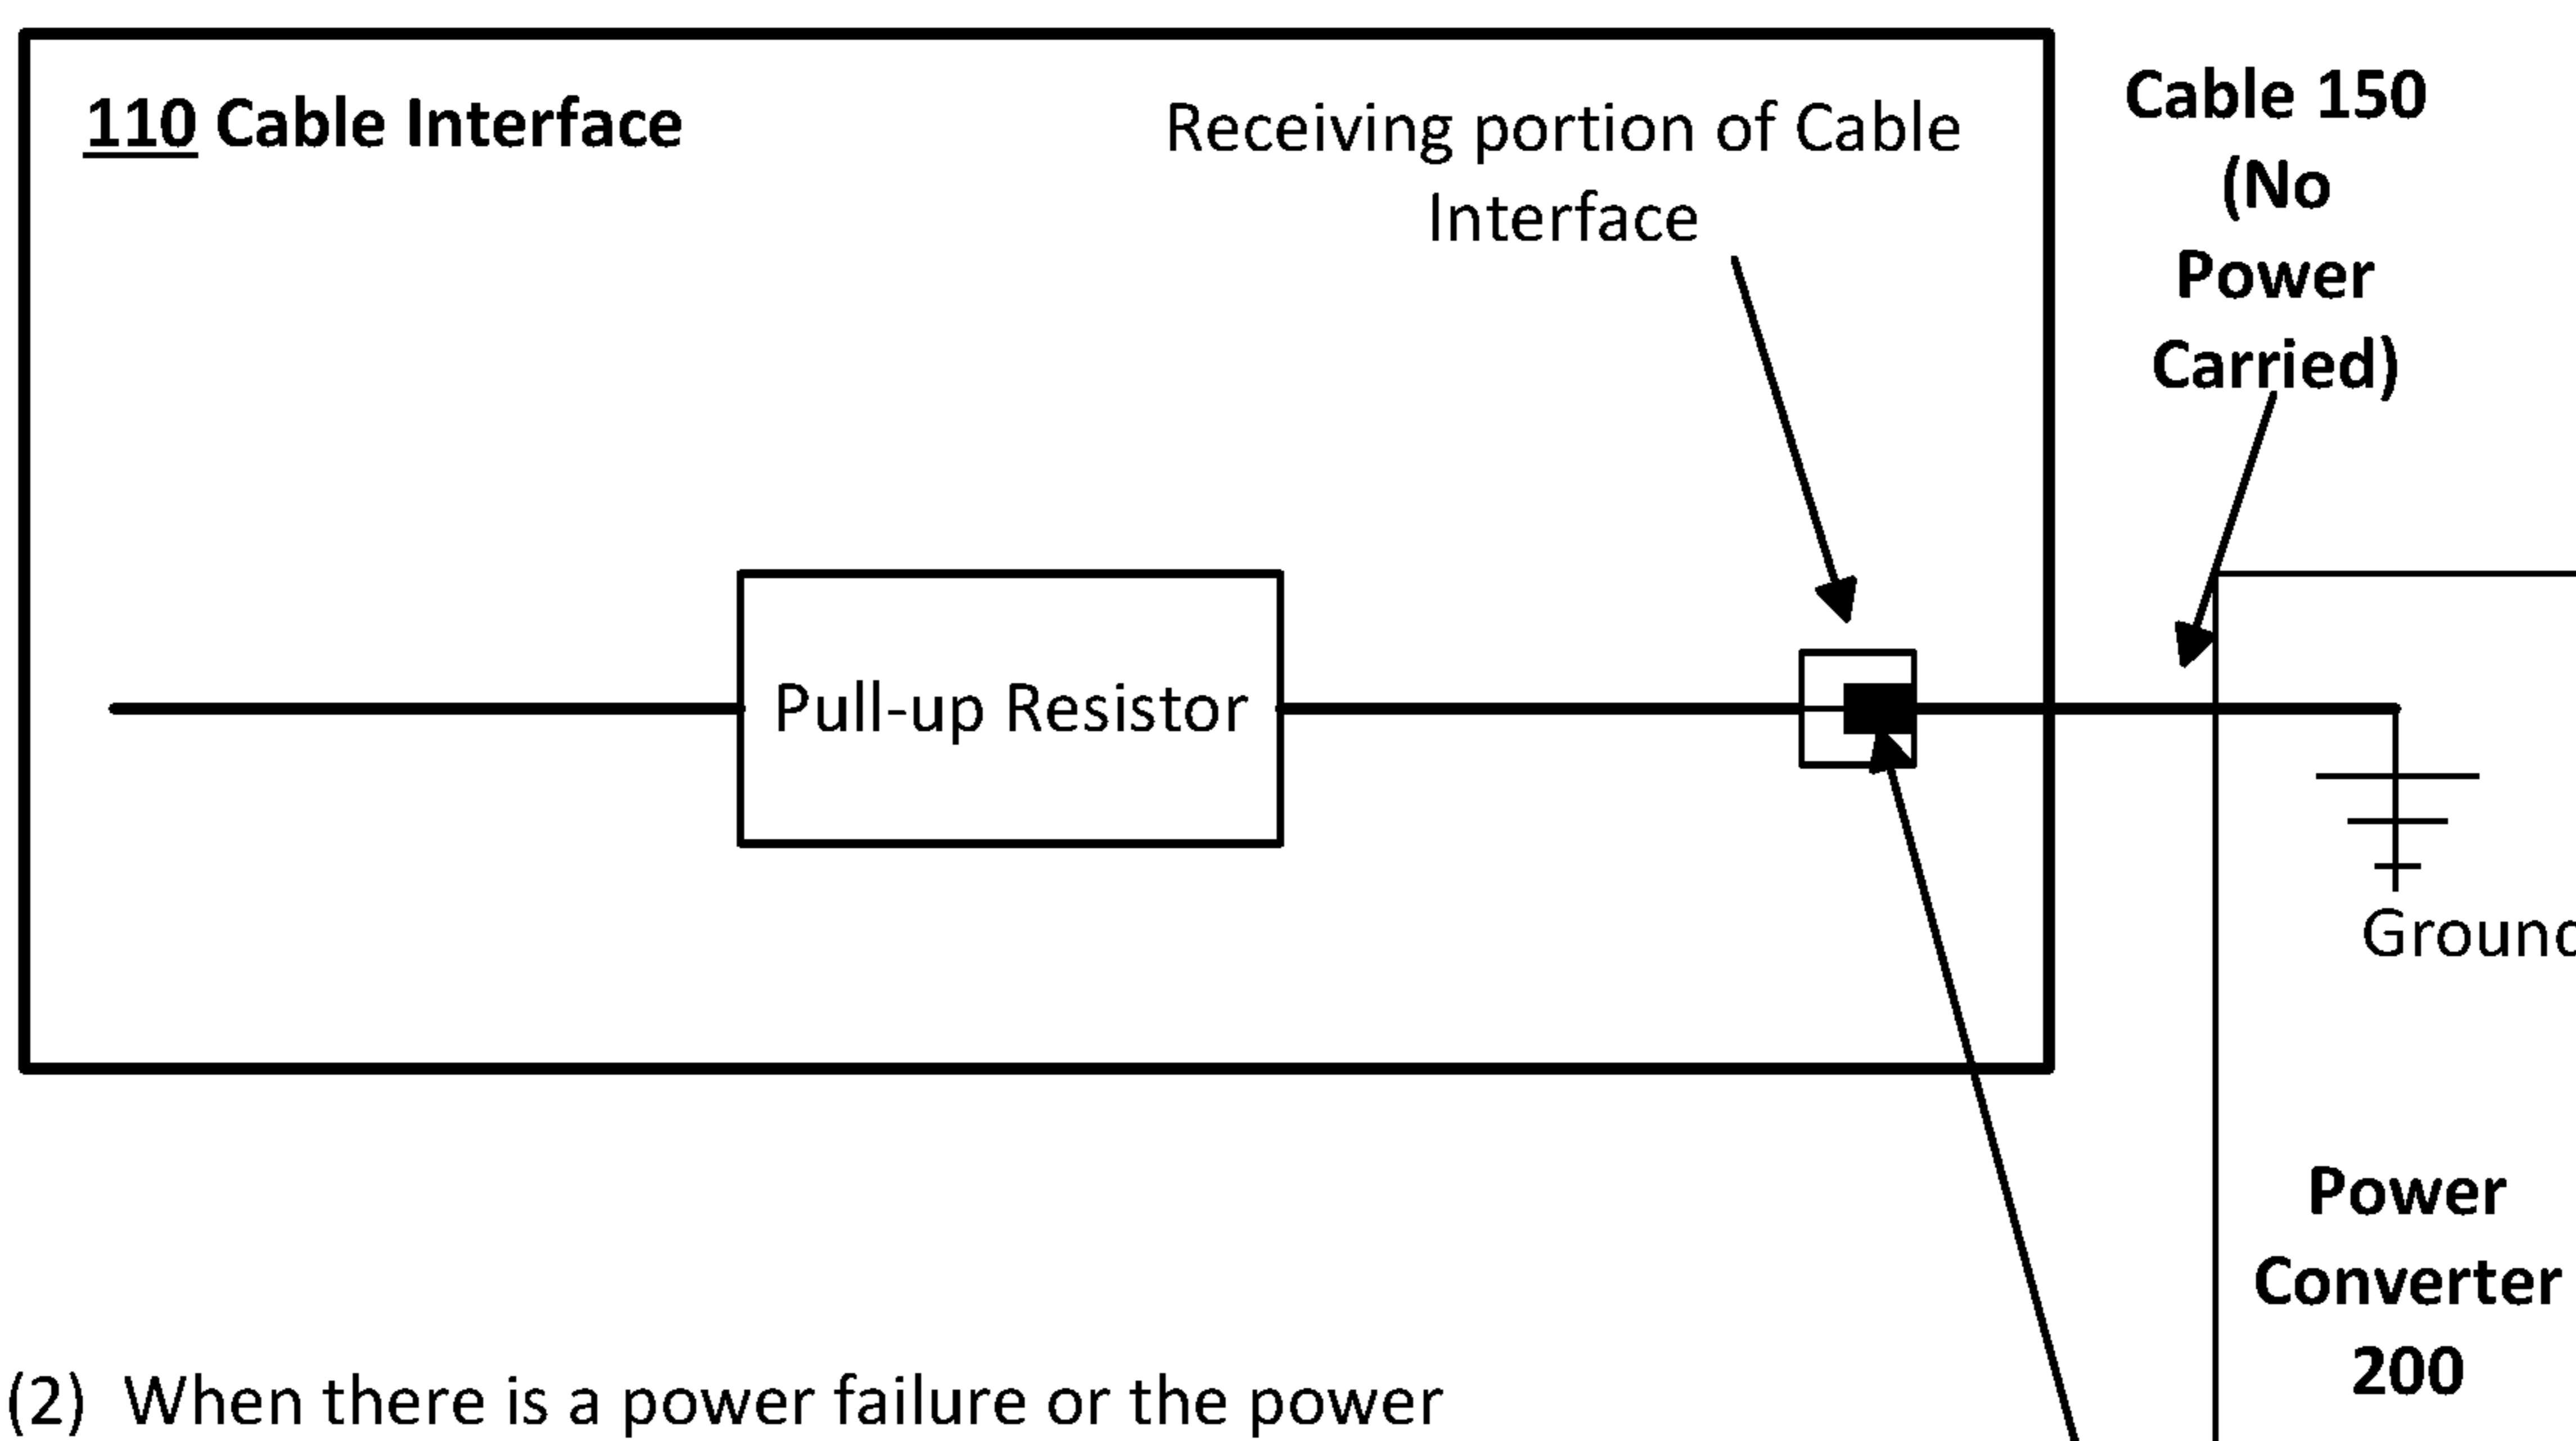 110 Cable Interface
Receiving portion of Cable
Interface
Cable 150
(No
Power
Carried)
Pull-up Resistor
Ground
Power
Converter
200
(2) When there is a power failure or the power